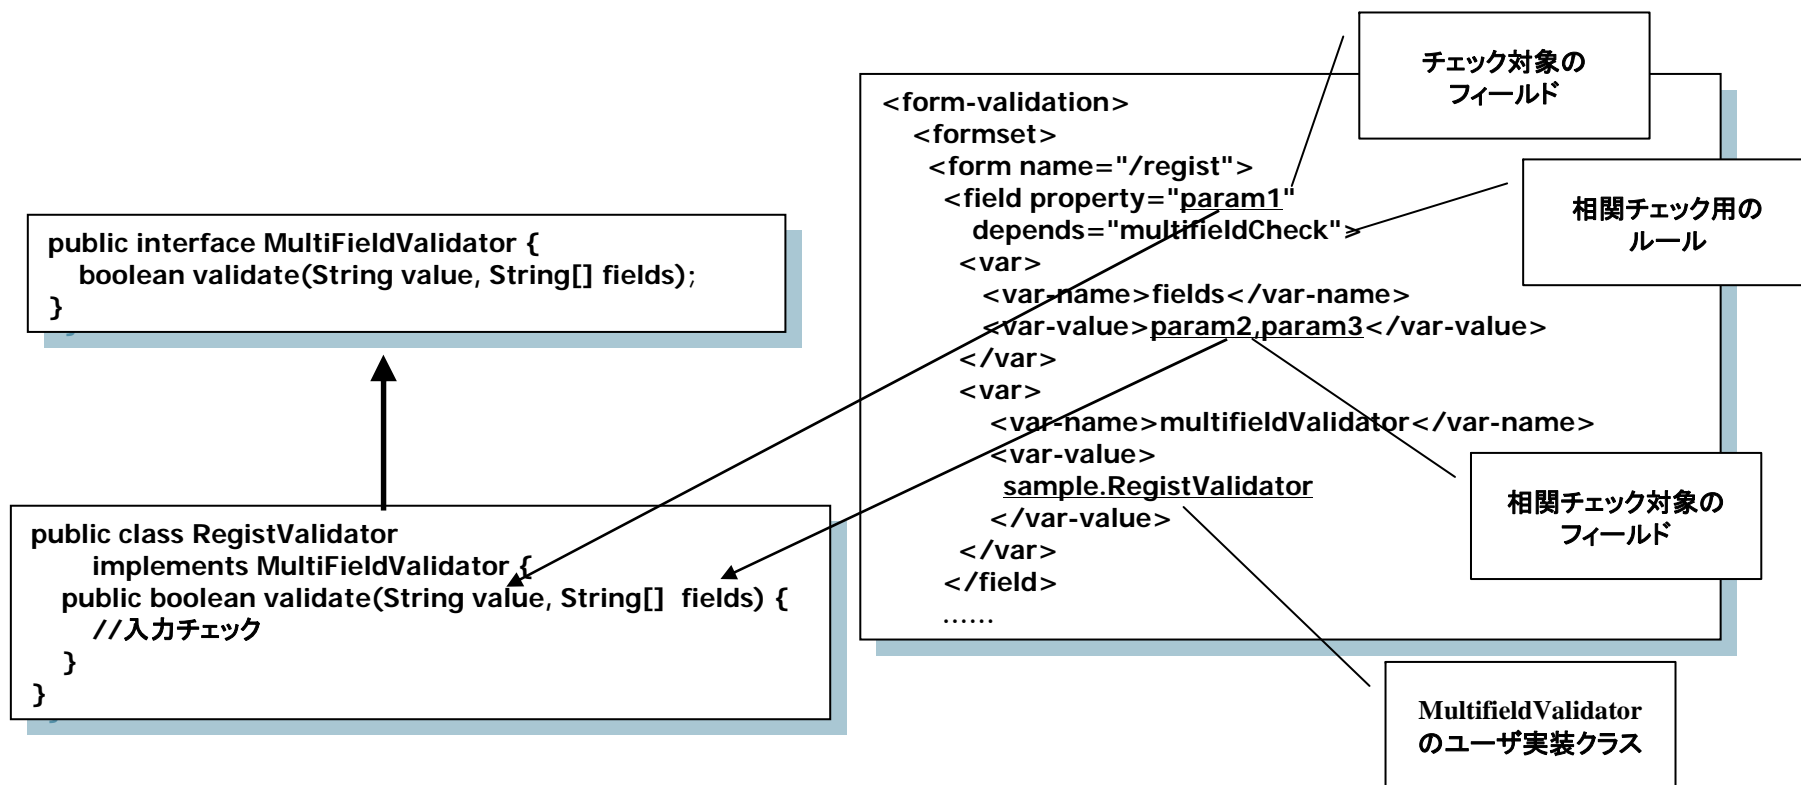 public interface MultiFieldValidator {
boolean validate(String value, String[] fields);
}
public class RegistValidator
implements MultiFieldValidator {
public boolean validate(String value, String[] fields) {
//入力チェック
}
}
<form-validation>
<formset>
<form name="/regist">
<field property="param1"
depends="multifieldCheck">
<var>
<var-name>fields</var-name>
<var-value>param2,param3</var-value>
</var>
<var>
<var-name>multifieldValidator</var-name>
<var-value>
sample.RegistValidator
</var-value>
</var>
</field>
……
チェック対象の
フィールド
相関チェック用の
ルール
相関チェック対象の
フィールド
MultifieldValidator
のユーザ実装クラス